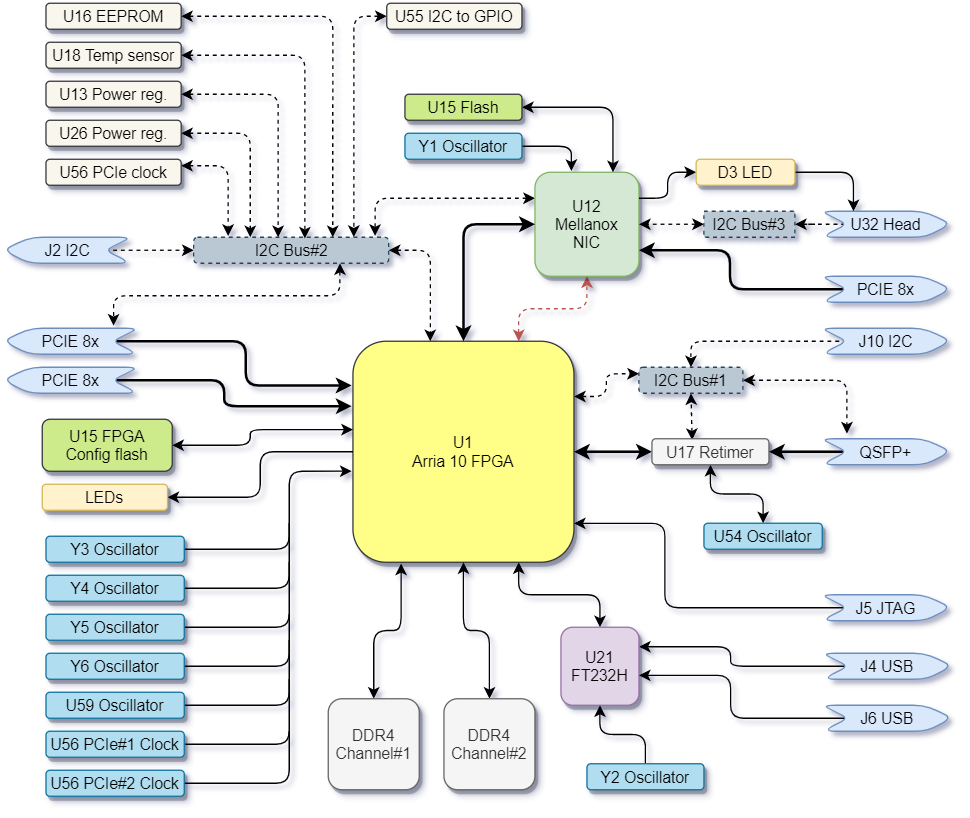 U16 EEPROM
U55 I2C to GPIO
U18 Temp sensor
U13 Power reg.
U26 Power reg.
U56 PCIe clock
U15 Flash
Y1 Oscillator
D3 LED
U12
Mellanox
NIC
I2C Bus#3
U32 Head
J2 I2C
I2C Bus#2
PCIE 8x
PCIE 8x
J10 I2C
PCIE 8x
I2C Bus#1
U15 FPGA
Config flash
U1
Arria 10 FPGA
U17 Retimer
QSFP+
LEDs
U54 Oscillator
Y3 Oscillator
Y4 Oscillator
Y5 Oscillator
Y6 Oscillator
U59 Oscillator
U56 PCIe#1 Clock
U56 PCIe#2 Clock
J5 JTAG
U21
FT232H
J4 USB
J6 USB
DDR4
Channel#1
DDR4
Channel#2
Y2 Oscillator